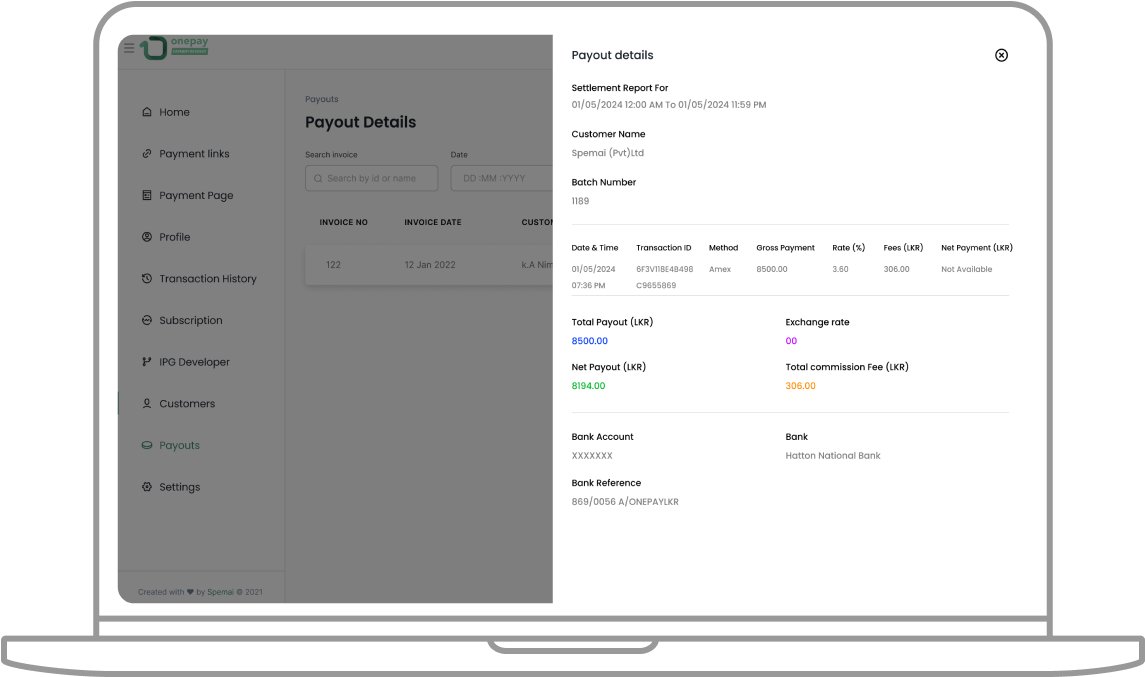 onepay
Home
Payment links
Payment Page
Profile
Transaction History
Subscription
IPG Developer
Customers
Payouts
Settings
Created with by Spemai © 2021
Payouts
Payout Details
Search invoice Date
Search by id or name DD :MM :YYYY
INVOICE NO INVOICE DATE
122 12 Jan 2022 k.A Nim
Payout details
Settlement Report For
01/05/2024 12:00 AM To 01/05/2024 11:59 PM
Customer Name
Spemai (Pvt)Ltd
Batch Number
1189
Date & Time Transaction ID Method Gross Payment Rate (%) Fees (LKR) Net Payment (LKR)
01/05/2024 6F3V118E4B498 Amex 8500.00 3.60 306.00 Not Available
07:36 PM C9655869
Total Payout (LKR) Exchange rate
8500.00 00
Net Payout (LKR) Total commission Fee (LKR)
8194.00 306.00
Bank Account Bank
XXXXXXX Hatton National Bank
Bank Reference
869/0056 A/ONEPAYLKR